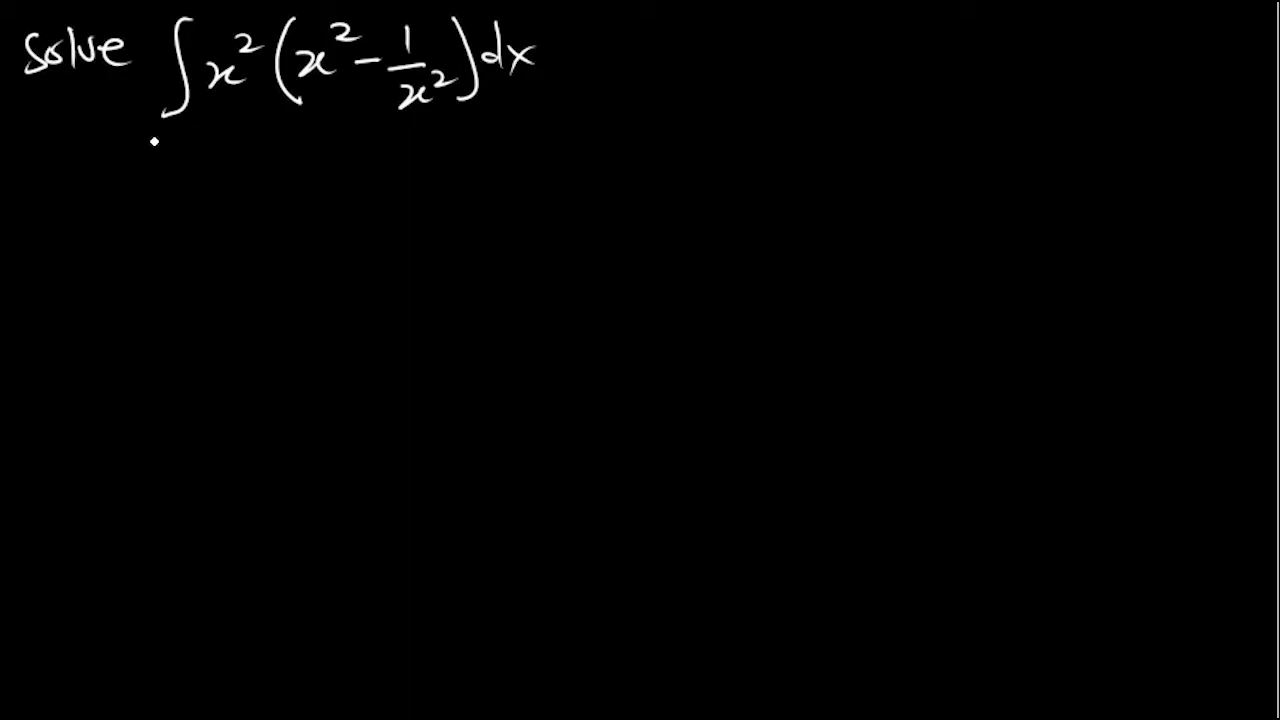 Solve ∫ x² (x² - 1/x²) dx